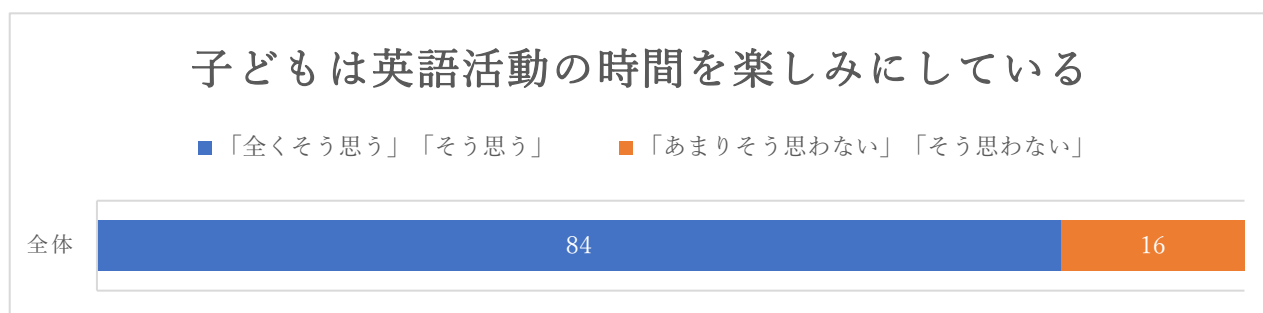 子どもは英語活動の時間を楽しみにしている
「全くそう思う」「そう思う」 「あまりそう思わない」「そう思わない」
全体 84 16